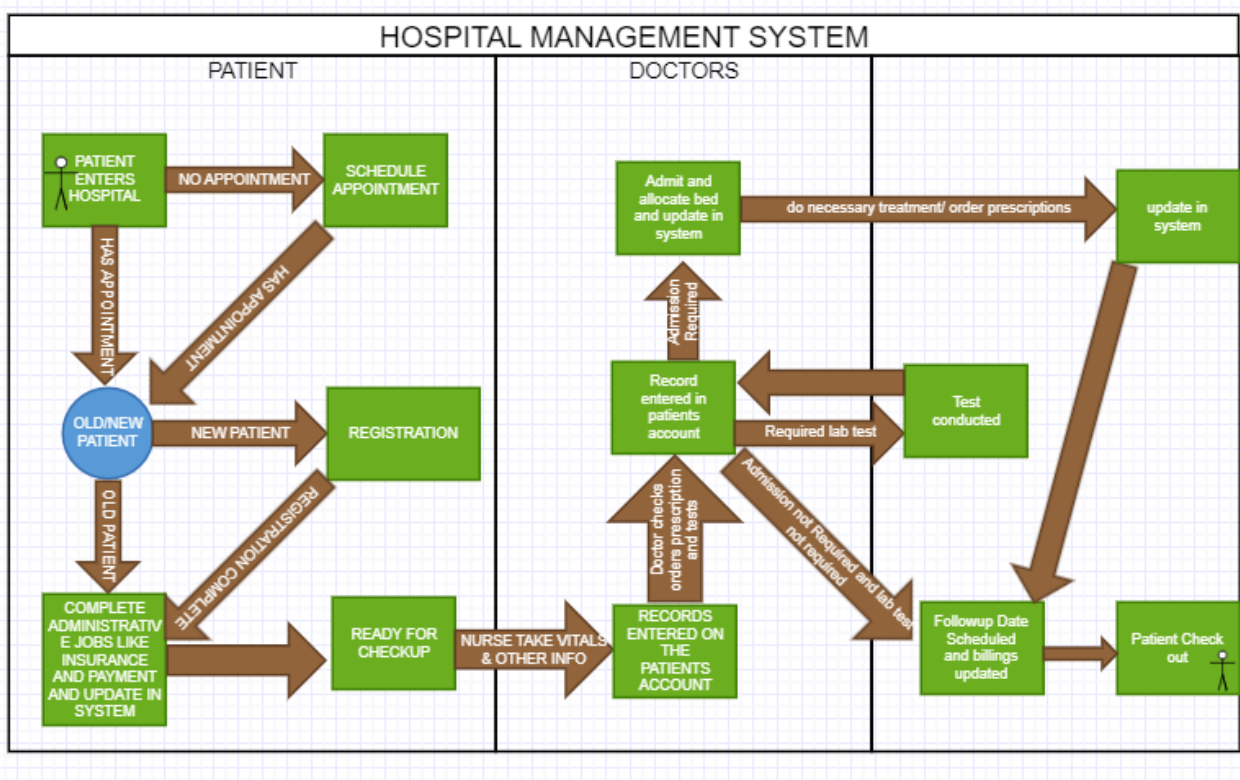 HOSPITAL MANAGEMENT SYSTEM
PATIENT
DOCTORS
PATIENT
ENTERS
HOSPITAL
NO APPOINTMENT
SCHEDULE
APPOINTMENT
HAS APPOINTMENT
HAS APPOINTMENT
OLD/NEW
PATIENT
NEW PATIENT
REGISTRATION
OLD PATIENT
REGISTRATION COMPLETE
COMPLETE
ADMINISTRATIV
E JOBS LIKE
INSURANCE
AND PAYMENT
AND UPDATE IN
SYSTEM
READY FOR
CHECKUP
NURSE TAKE VITALS
& OTHER INFO
RECORDS
ENTERED ON
THE
PATIENTS
ACCOUNT
Doctor checks
orders prescription
and tests
Record
entered in
patients
account
Required lab test
Test
conducted
Admission
Required
Admit and
allocate bed
and update in
system
do necessary treatment/ order prescriptions
update in
system
Admission not Required and lab test
not required
Followup Date
Scheduled
and billings
updated
Patient Check
out